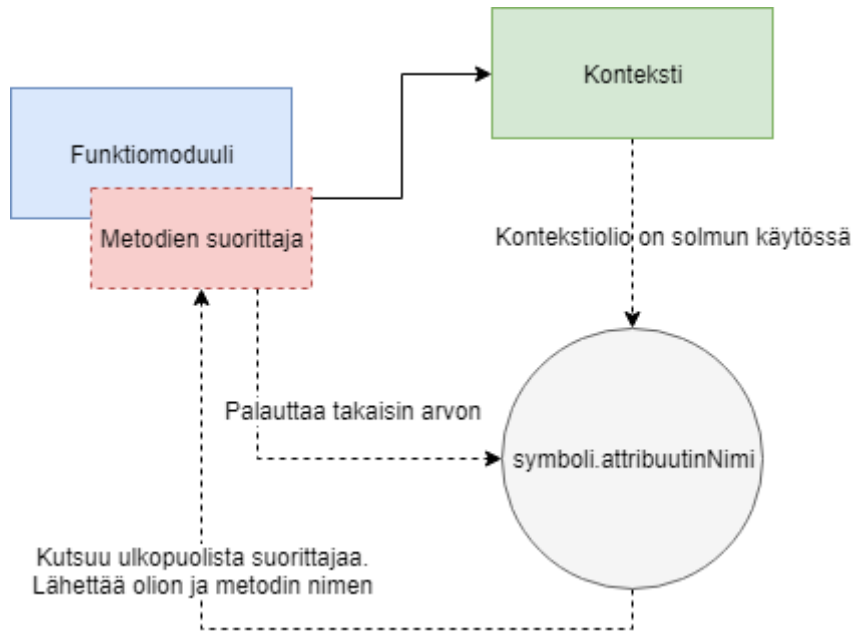 Konteksti
Funktiomoduuli
Metodien suorittaja
Kontekstiolio on solmun käytössä
Palauttaa takaisin arvon
symboli.attribuutinNimi
Kutsuu ulkopuolista suorittajaa.
Lähettää olion ja metodin nimen